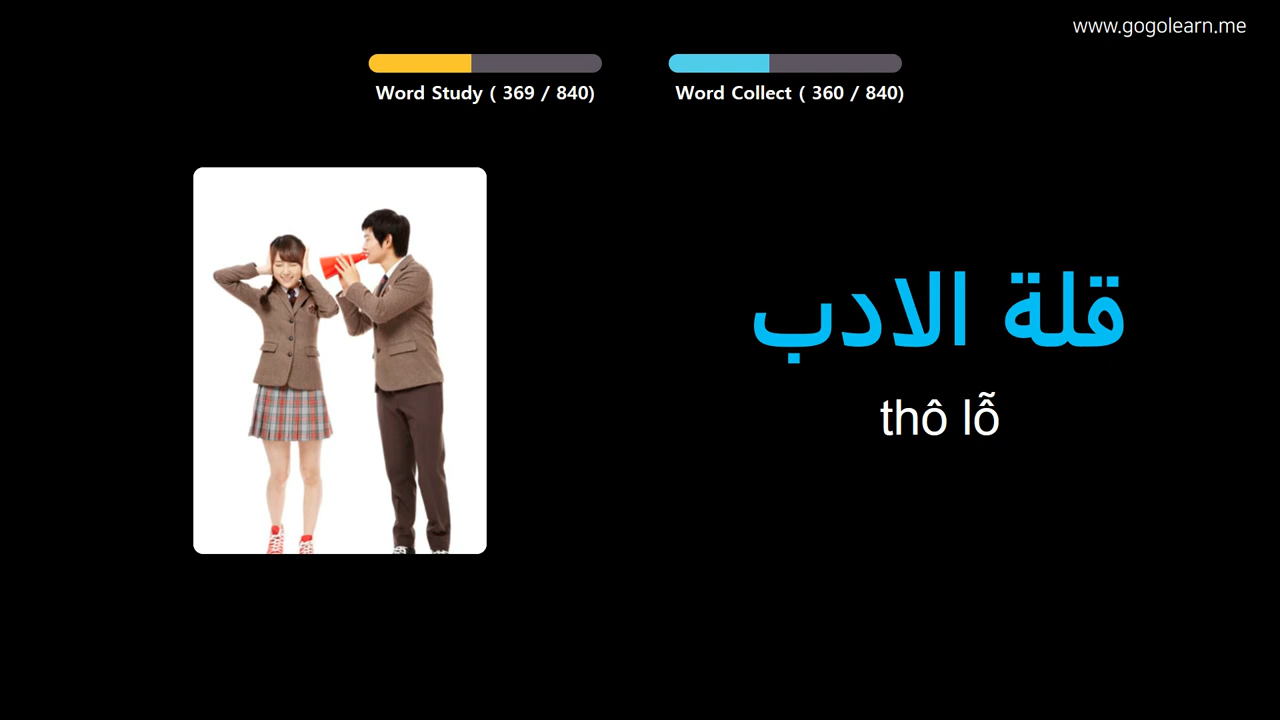 www.gogolearn.me
Word Study ( 369 / 840)
Word Collect ( 360 / 840)
قلة الادب
thô lỗ